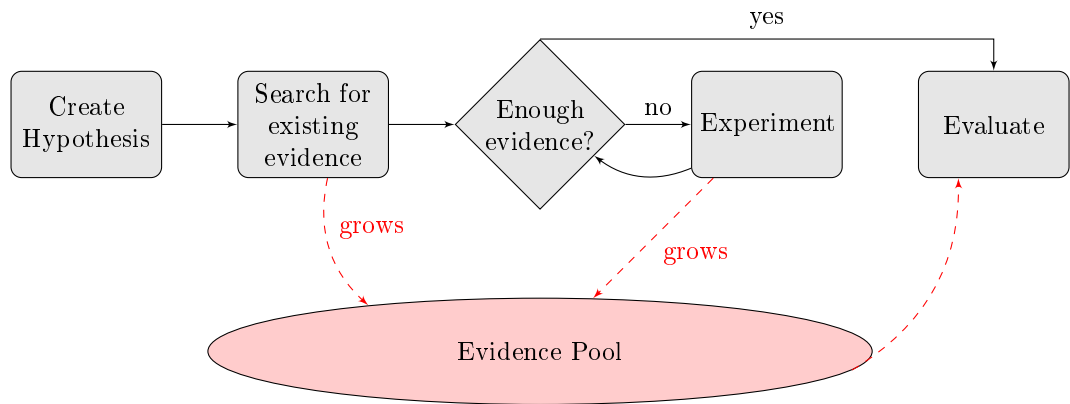 yes
Create
Hypothesis
Search for
existing
evidence
Enough
evidence?
no
Experiment
Evaluate
grows
grows
Evidence Pool